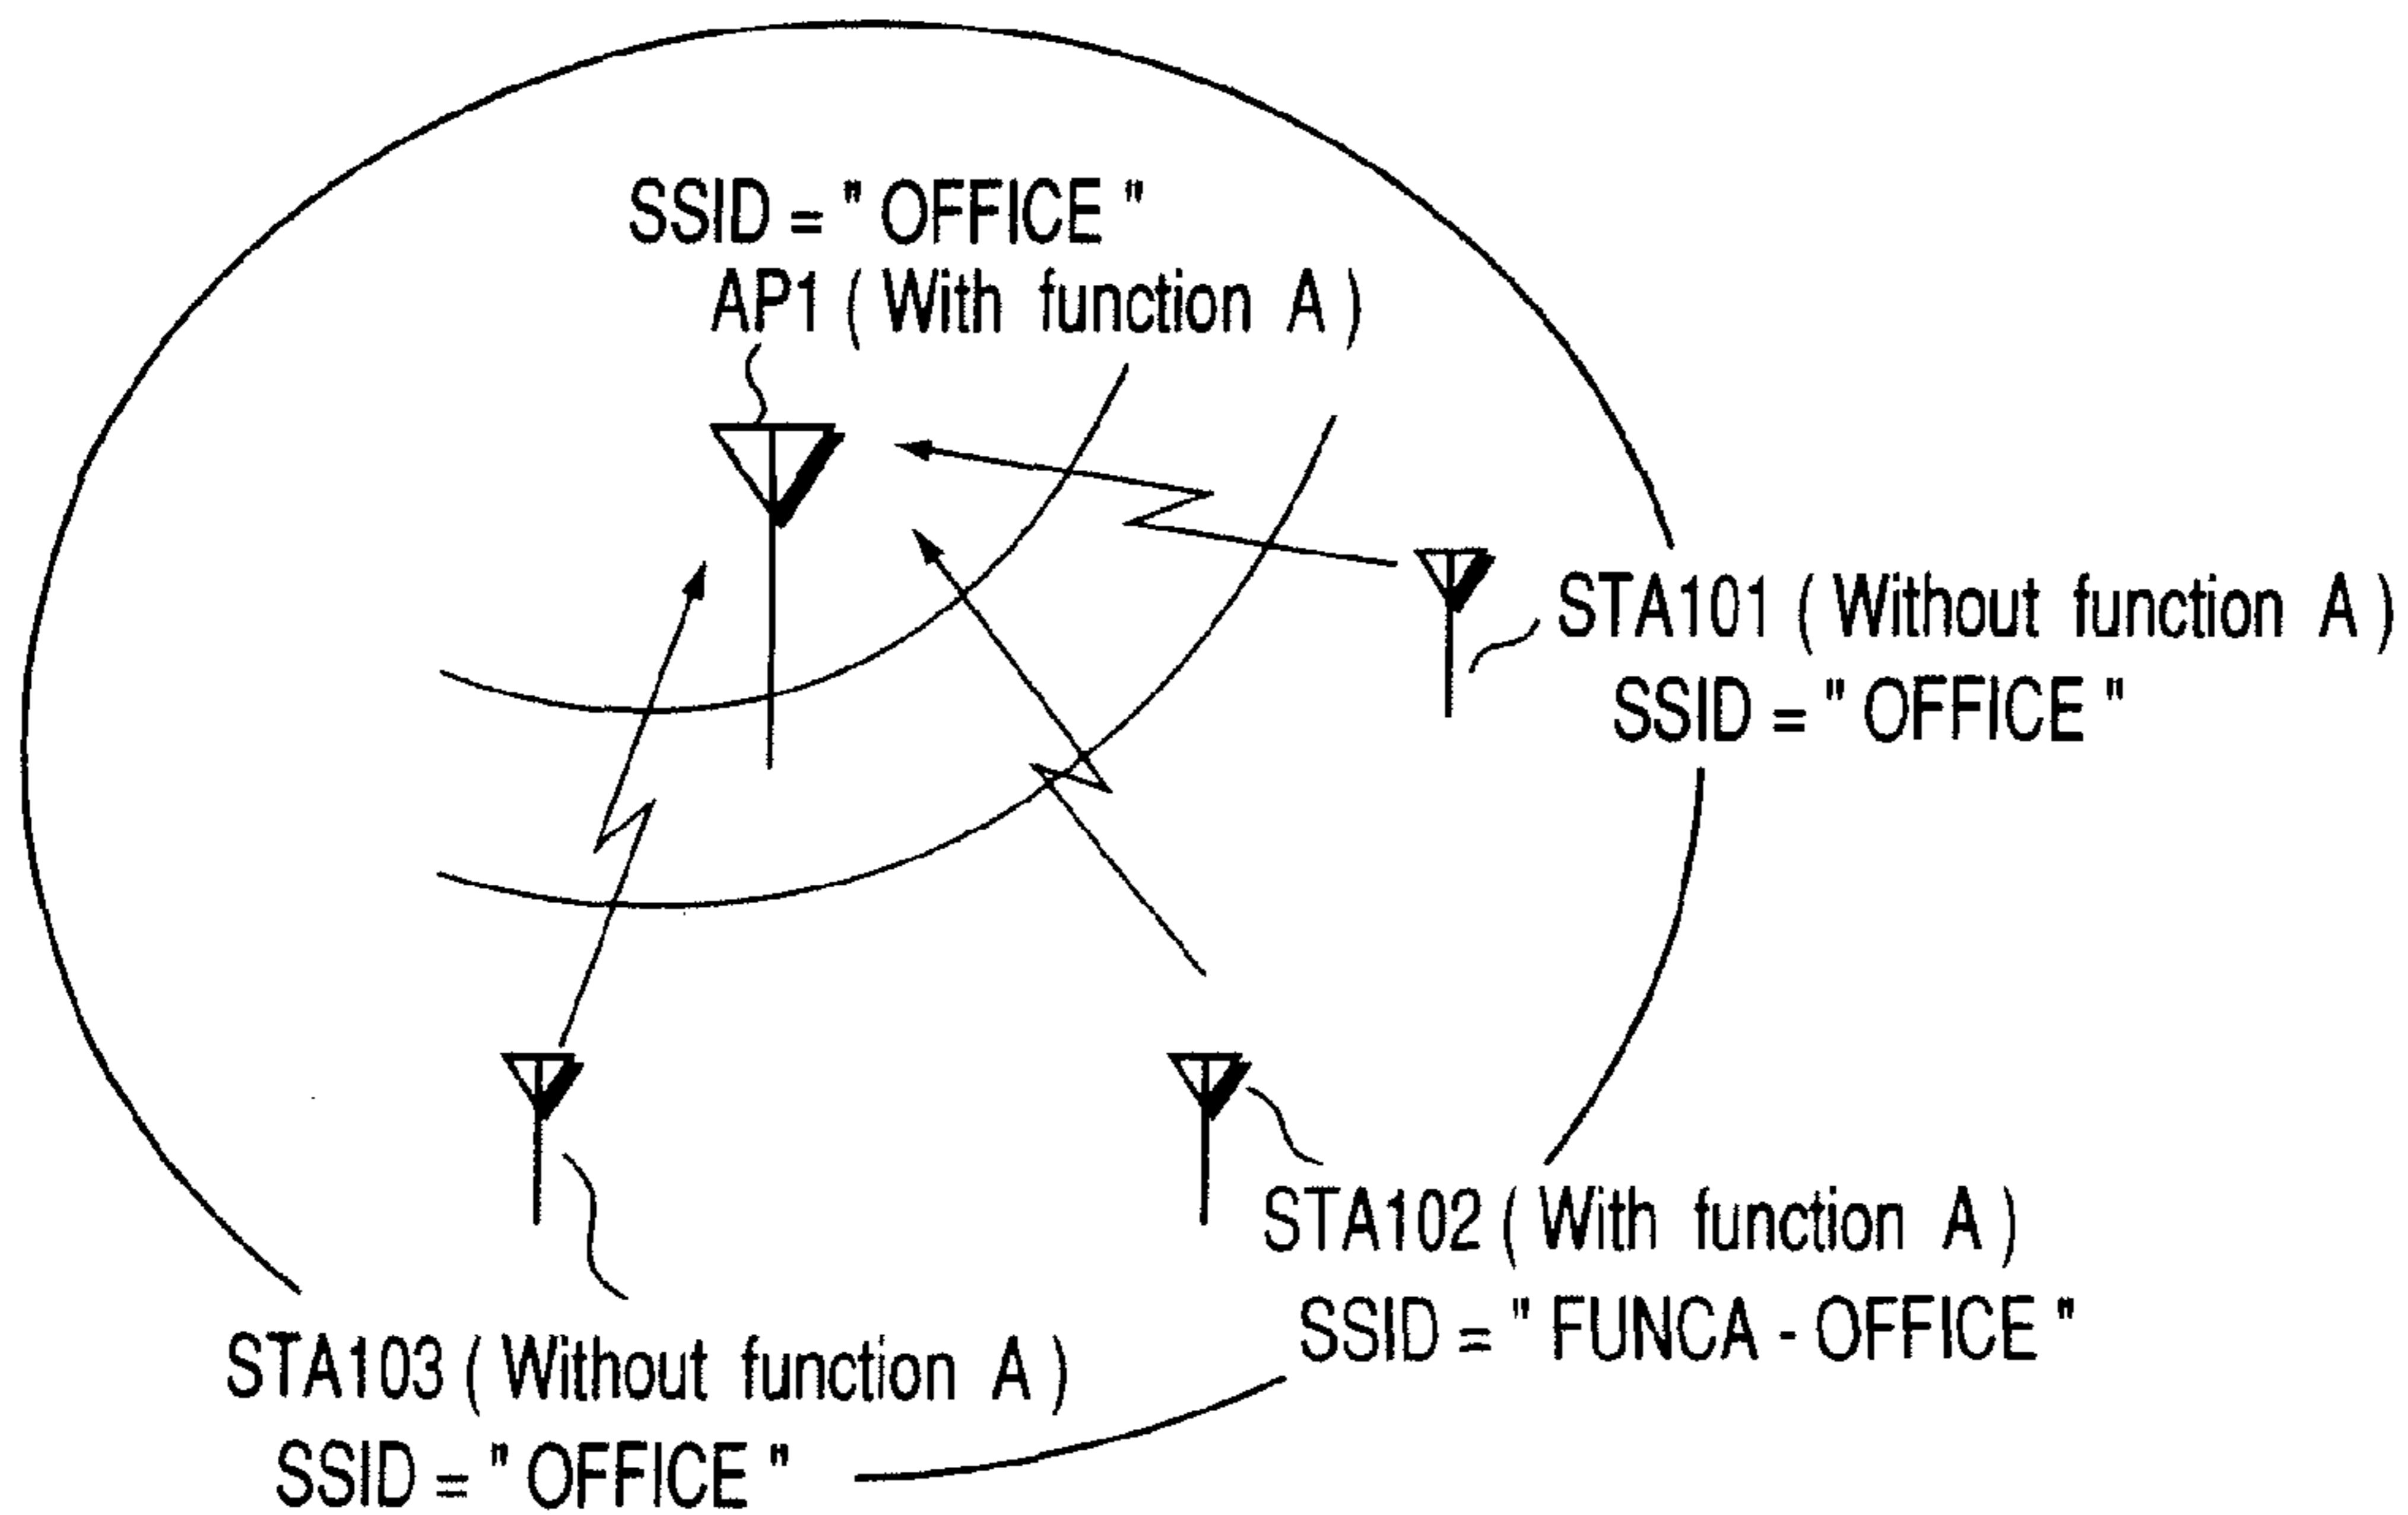 SSID = " OFFICE "
AP1 ( With function A )
STA101 ( Without function A )
SSID = " OFFICE "
STA102 ( With function A )
SSID = " FUNCA - OFFICE "
STA103 ( Without function A )
SSID = " OFFICE "